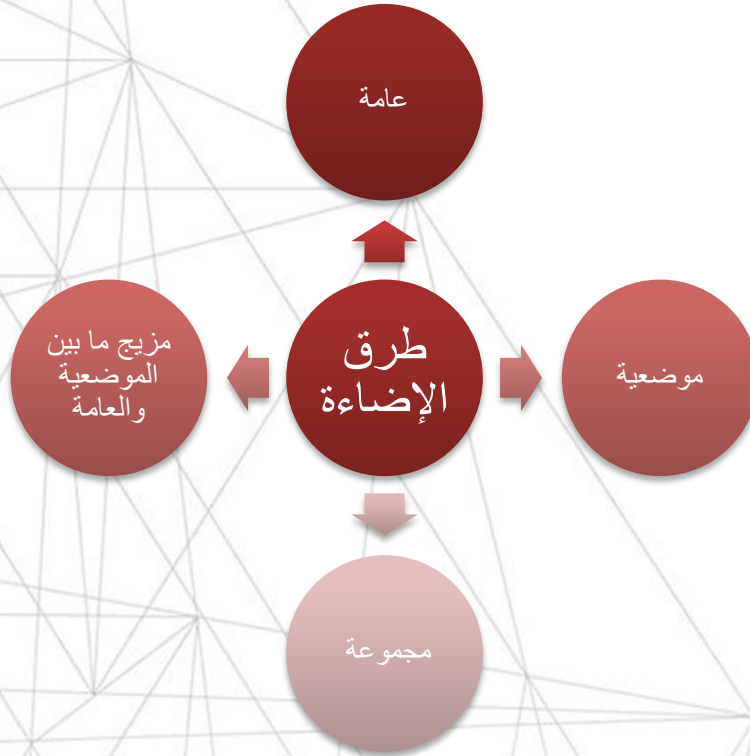 عامة
طرق
الإضاءة
موضعية
مجموعة
مزيج ما بين
الموضعية
والعامة